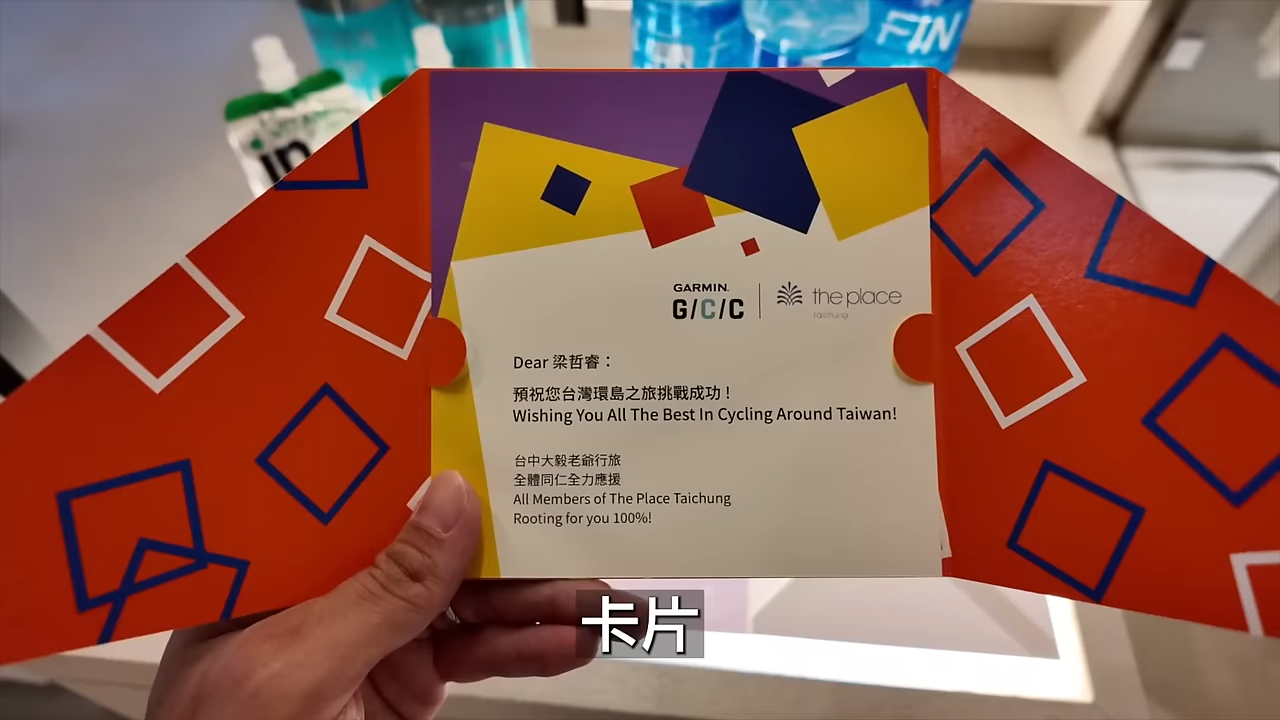 FIN
in
GARMIN
G/C/C
the place
taichung
Dear 梁哲睿：
預祝您台灣環島之旅挑戰成功！
Wishing You All The Best In Cycling Around Taiwan!
台中大毅老爺行旅
全體同仁全力應援
All Members of The Place Taichung
Rooting for you 100%!
卡片